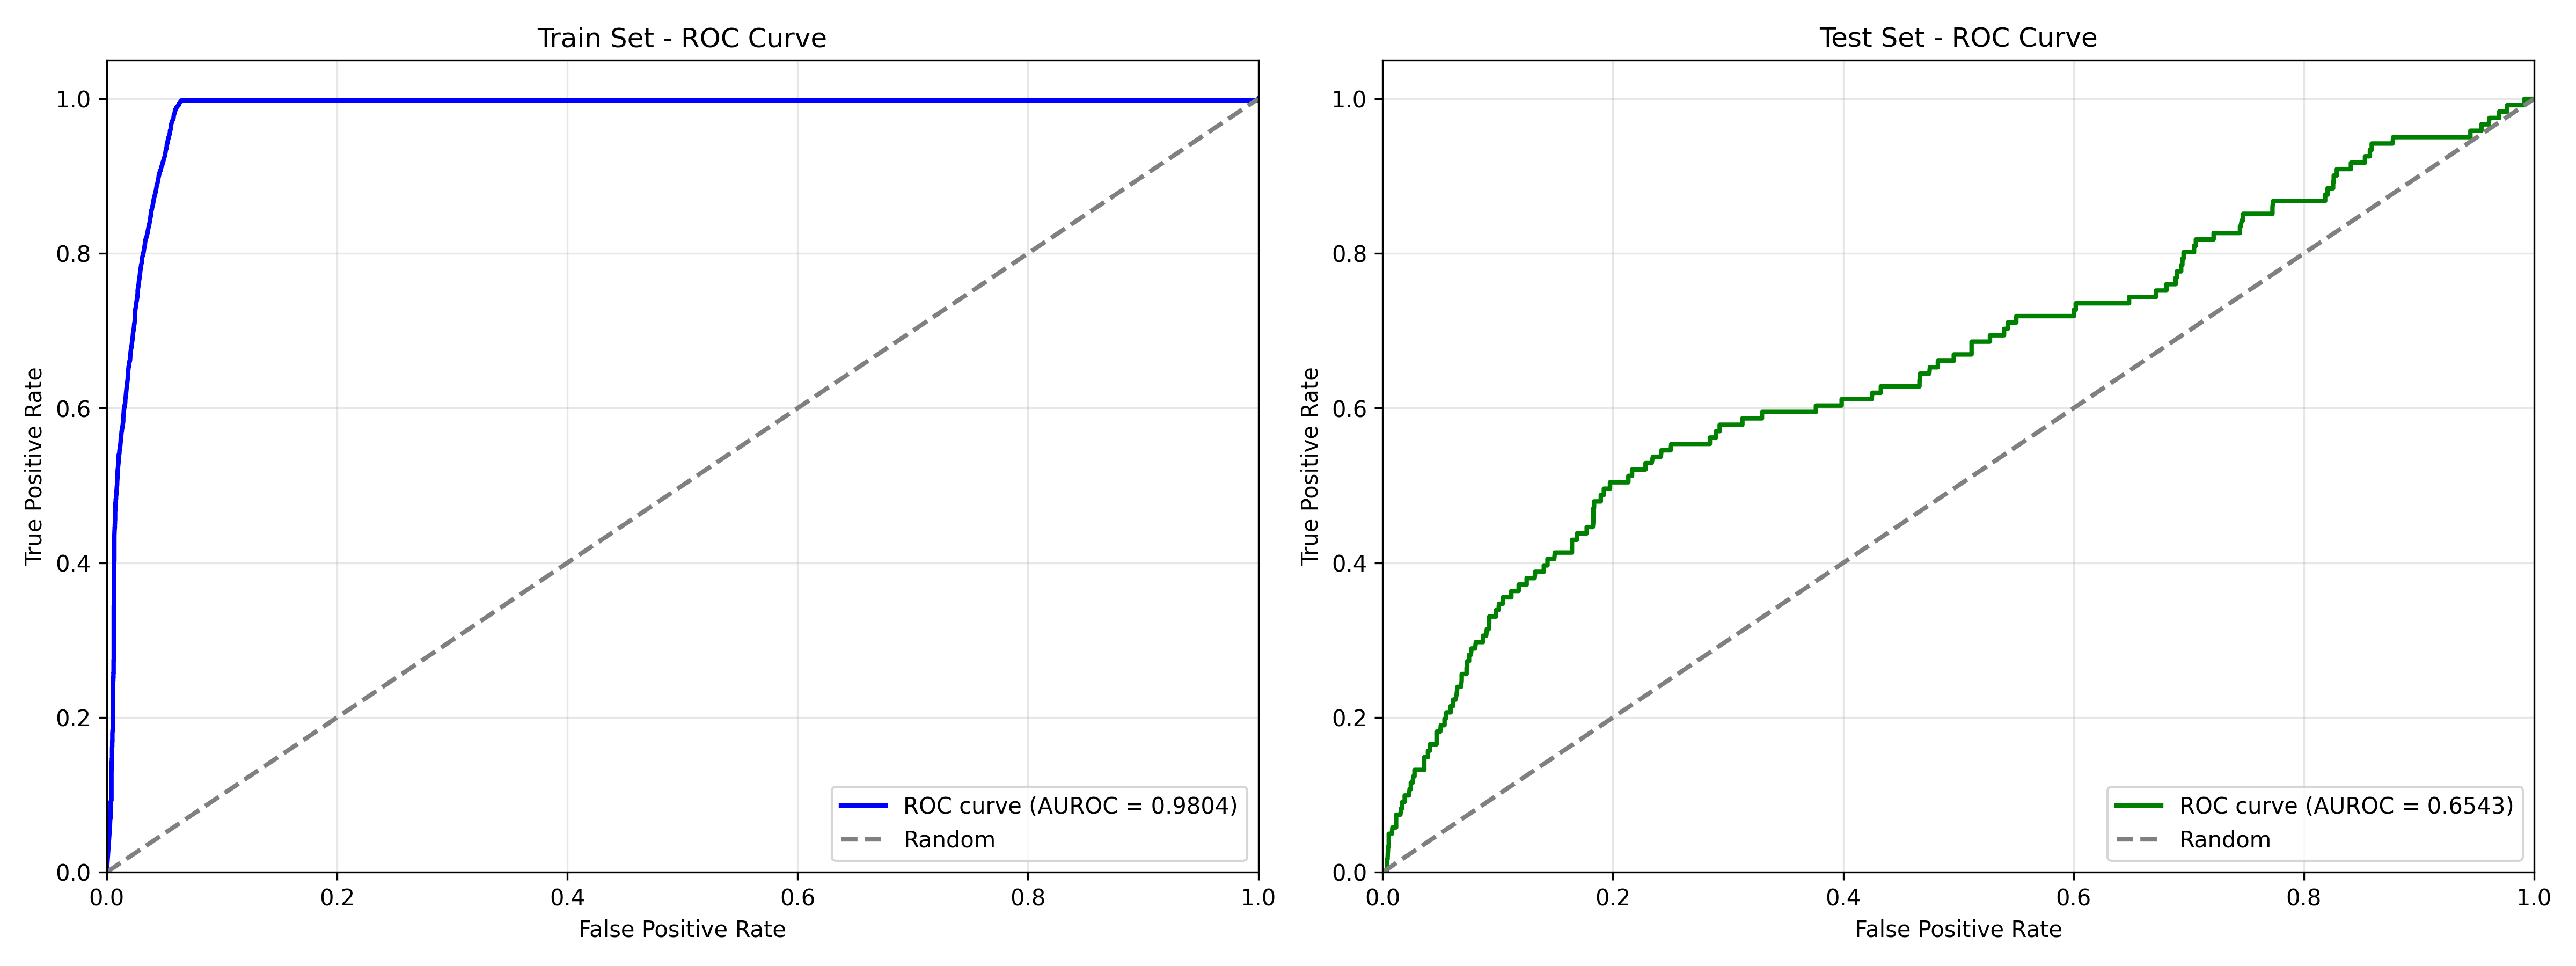 Train Set - ROC Curve
True Positive Rate
1.0
0.8
0.6
0.4
0.2
0.0
0.0 0.2 0.4 0.6 0.8 1.0
False Positive Rate
ROC curve (AUROC = 0.9804)
Random
Test Set - ROC Curve
True Positive Rate
1.0
0.8
0.6
0.4
0.2
0.0
0.0 0.2 0.4 0.6 0.8 1.0
False Positive Rate
ROC curve (AUROC = 0.6543)
Random